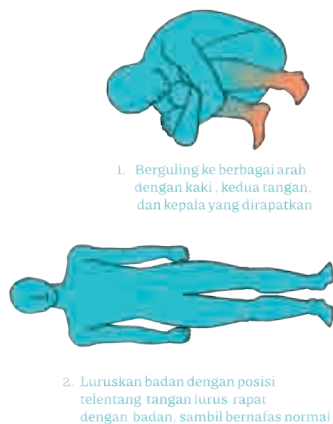 1. Berguling ke berbagai arah
dengan kaki , kedua tangan,
dan kepala yang dirapatkan
2. Luruskan badan dengan posisi
telentang tangan lurus rapat
dengan badan, sambil bernafas normal